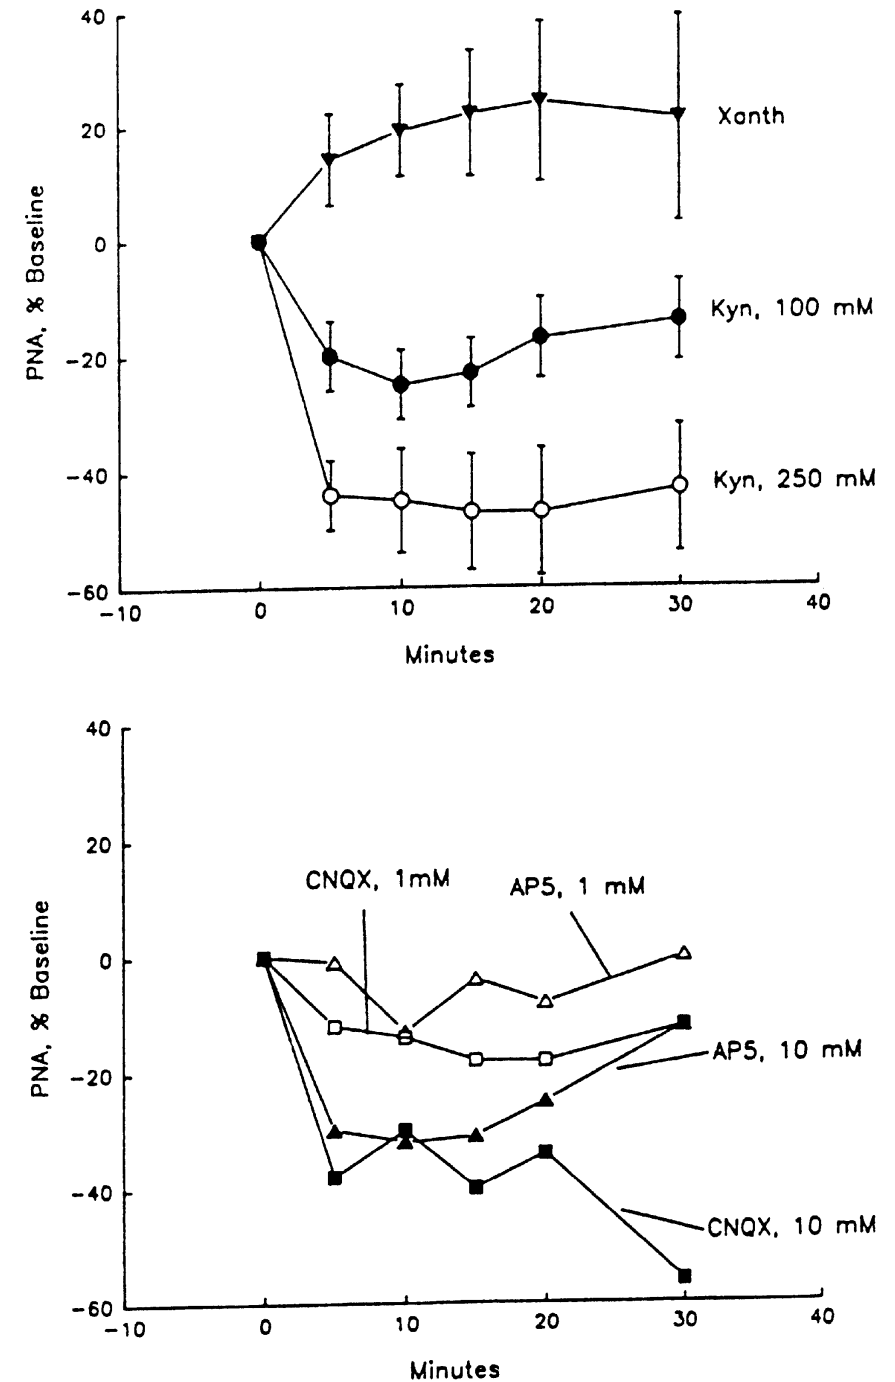 40
20
0
-20
-40
-60
PNA, % Baseline
Xanth
Kyn, 100 mM
Kyn, 250 mM
-10 0 10 20 30 40
Minutes
40
20
0
-20
-40
-60
PNA, % Baseline
CNQX, 1mM
AP5, 1 mM
AP5, 10 mM
CNQX, 10 mM
-10 0 10 20 30 40
Minutes